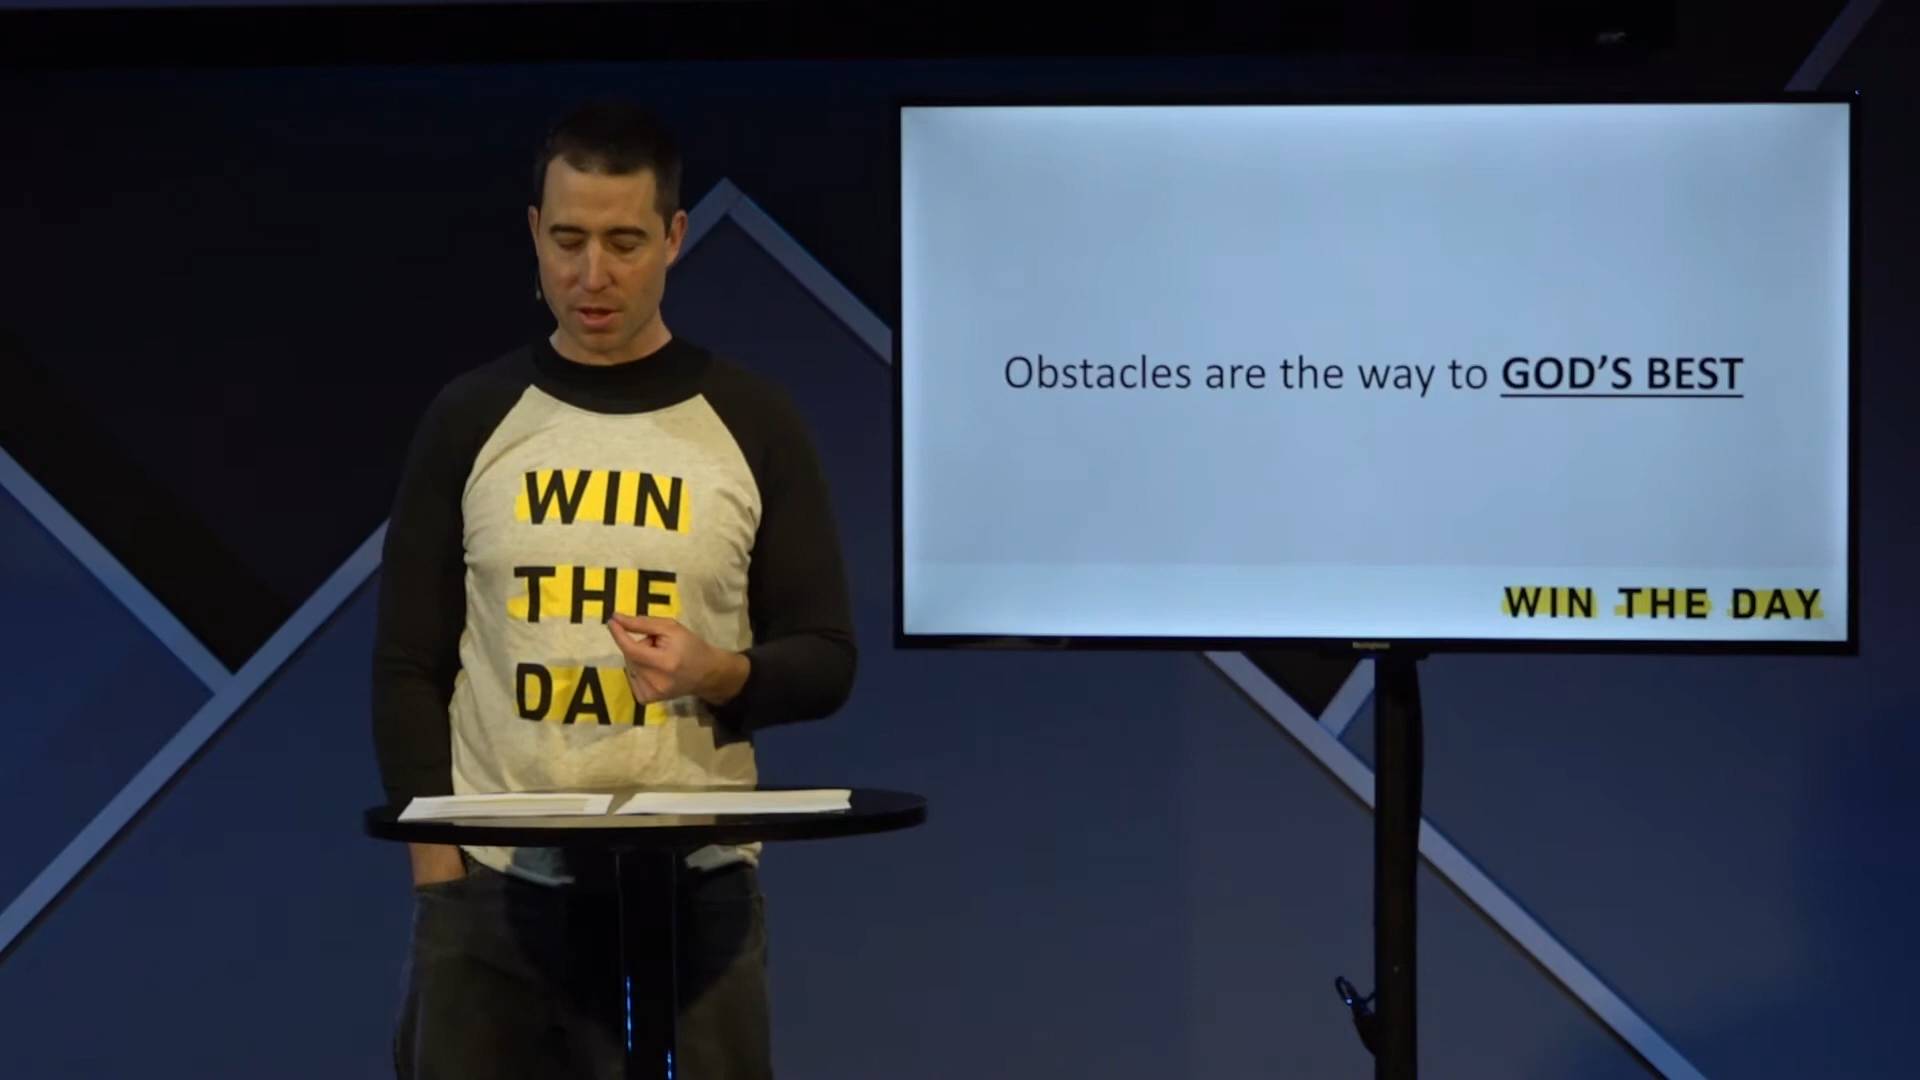 WIN
THE
DAY
Obstacles are the way to GOD’S BEST
WIN THE DAY